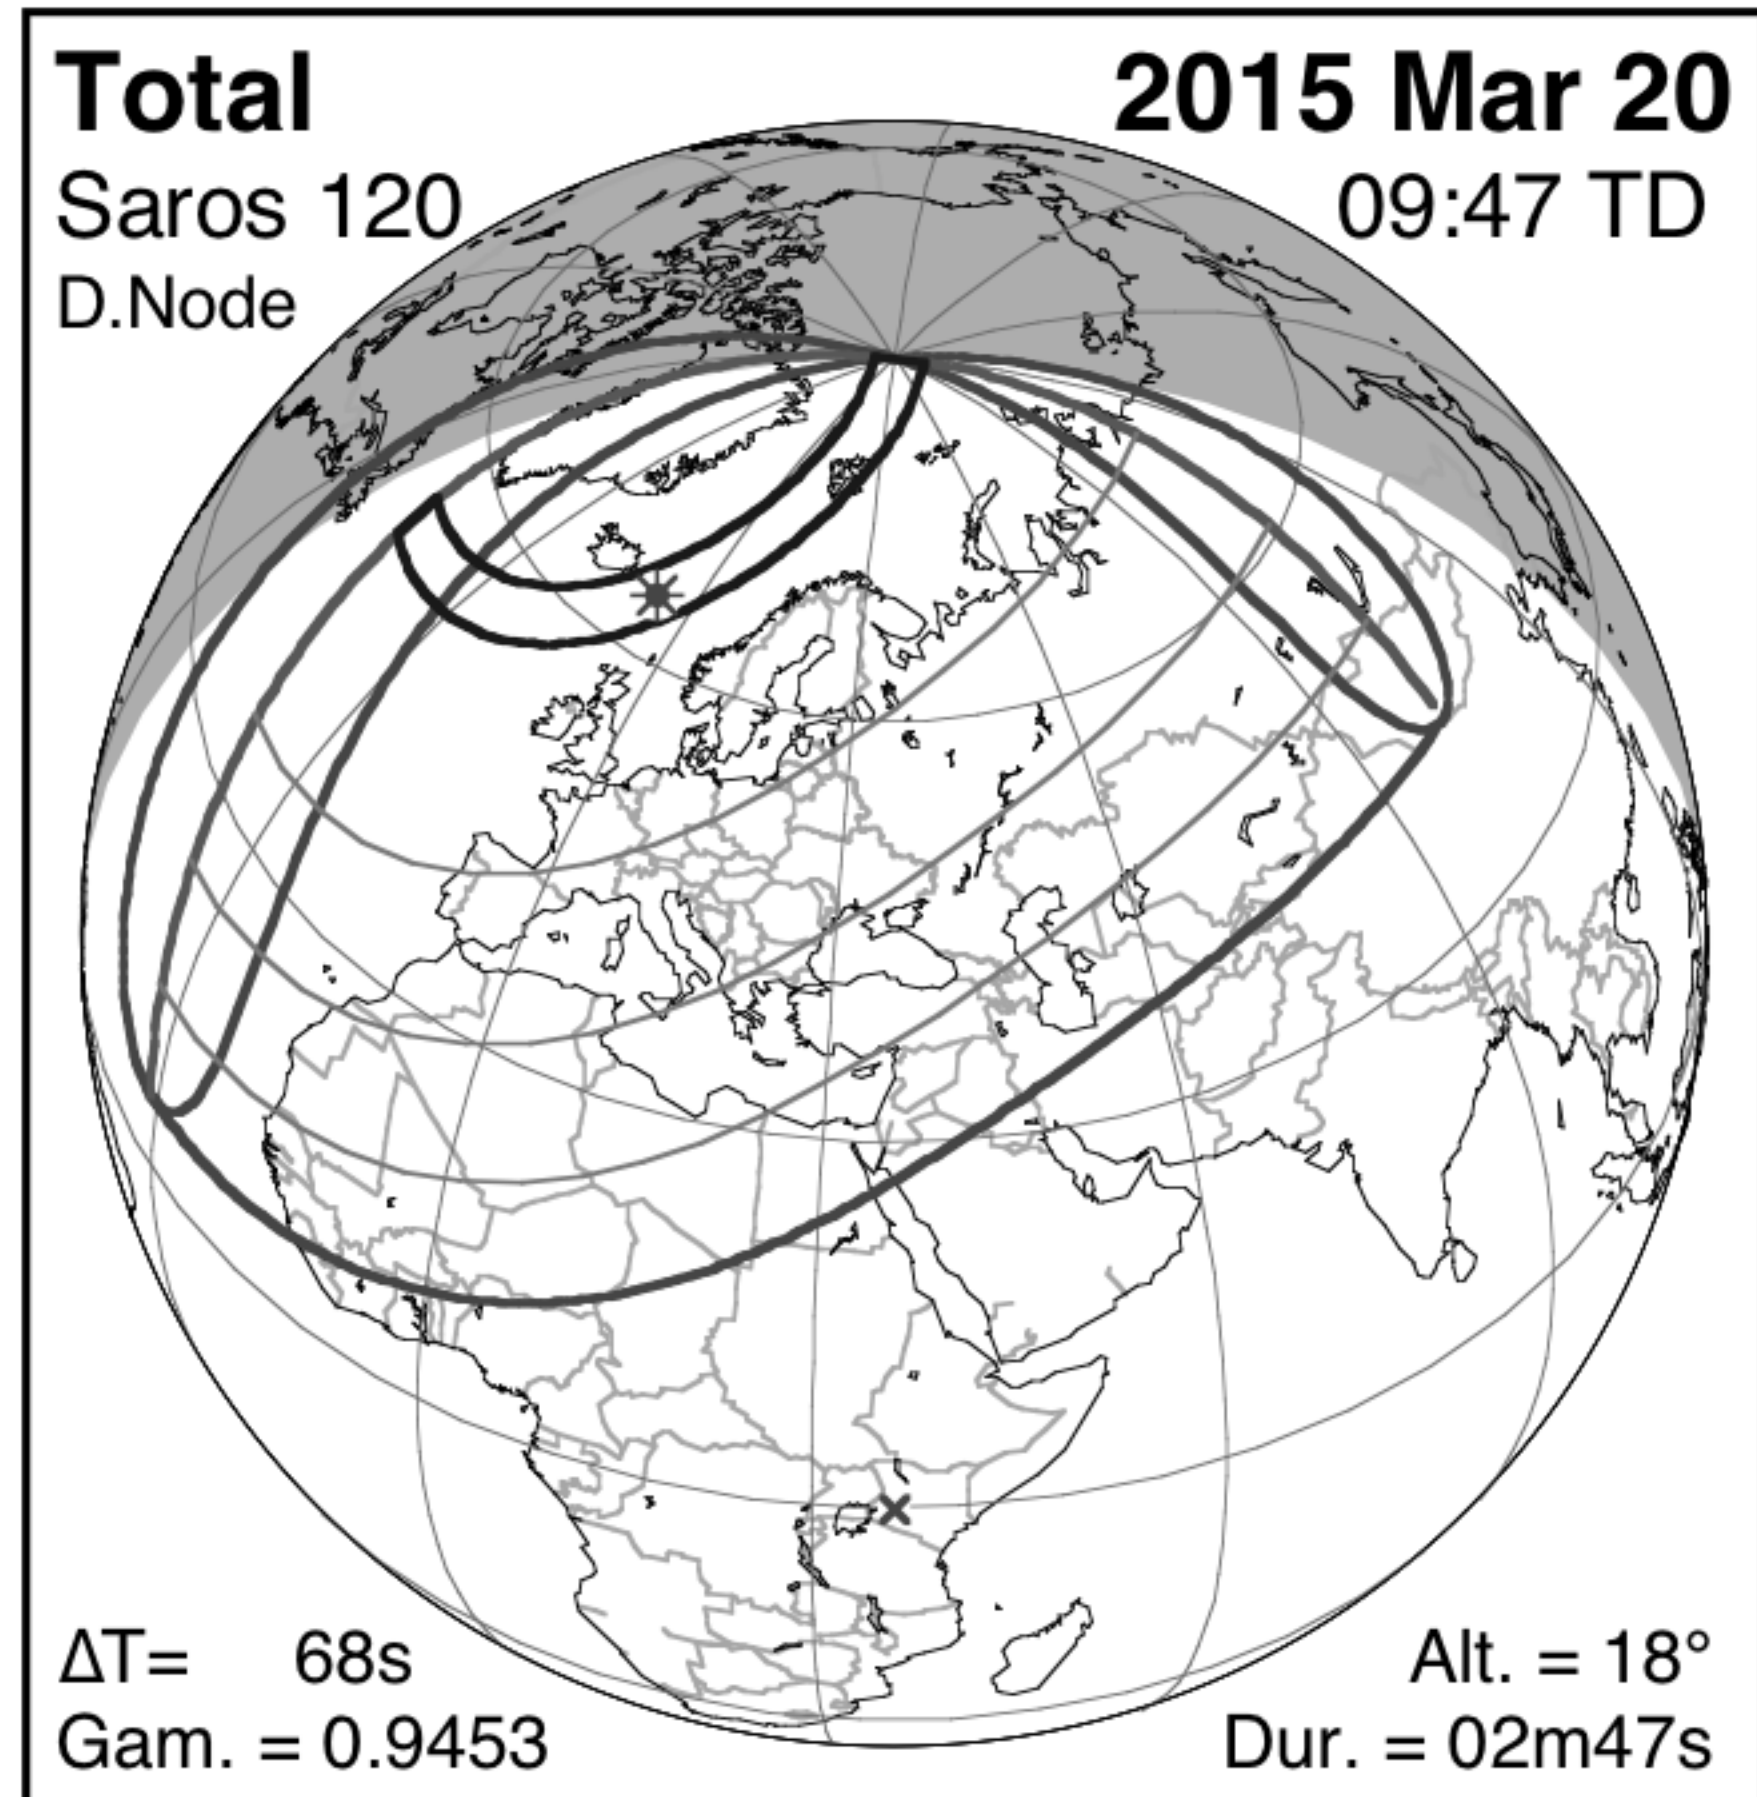 Total
2015 Mar 20
Saros 120
09:47 TD
D.Node
ΔT= 68s
Alt. = 18°
Gam. = 0.9453
Dur. = 02m47s